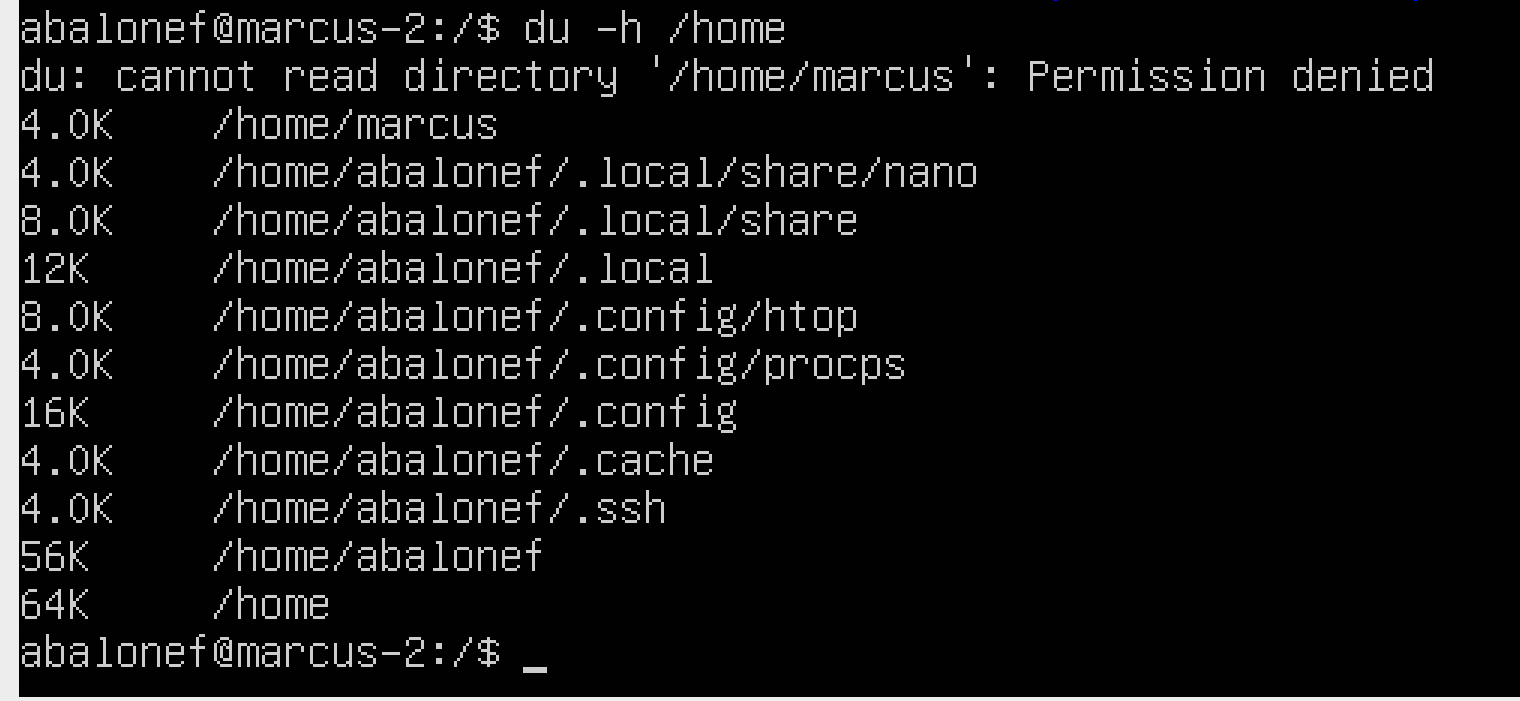 abalonef@marcus-2:/$ du -h /home
du: cannot read directory '/home/marcus': Permission denied
4.0K    /home/marcus
4.0K    /home/abalonef/.local/share/nano
8.0K    /home/abalonef/.local/share
12K     /home/abalonef/.local
8.0K    /home/abalonef/.config/htop
4.0K    /home/abalonef/.config/procps
16K     /home/abalonef/.config
4.0K    /home/abalonef/.cache
4.0K    /home/abalonef/.ssh
56K     /home/abalonef
64K     /home
abalonef@marcus-2:/$ _